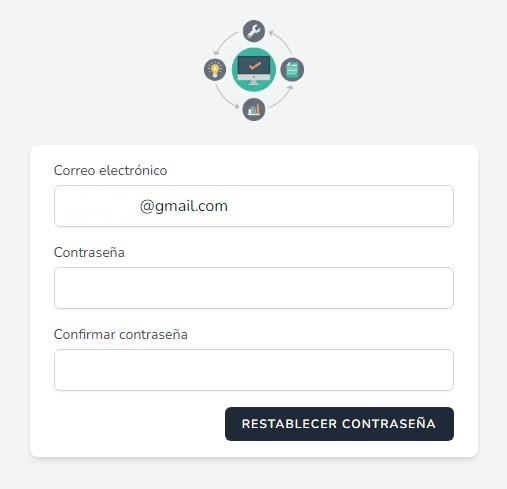 Correo electrónico
@gmail.com
Contraseña
Confirmar contraseña
RESTABLECER CONTRASEÑA